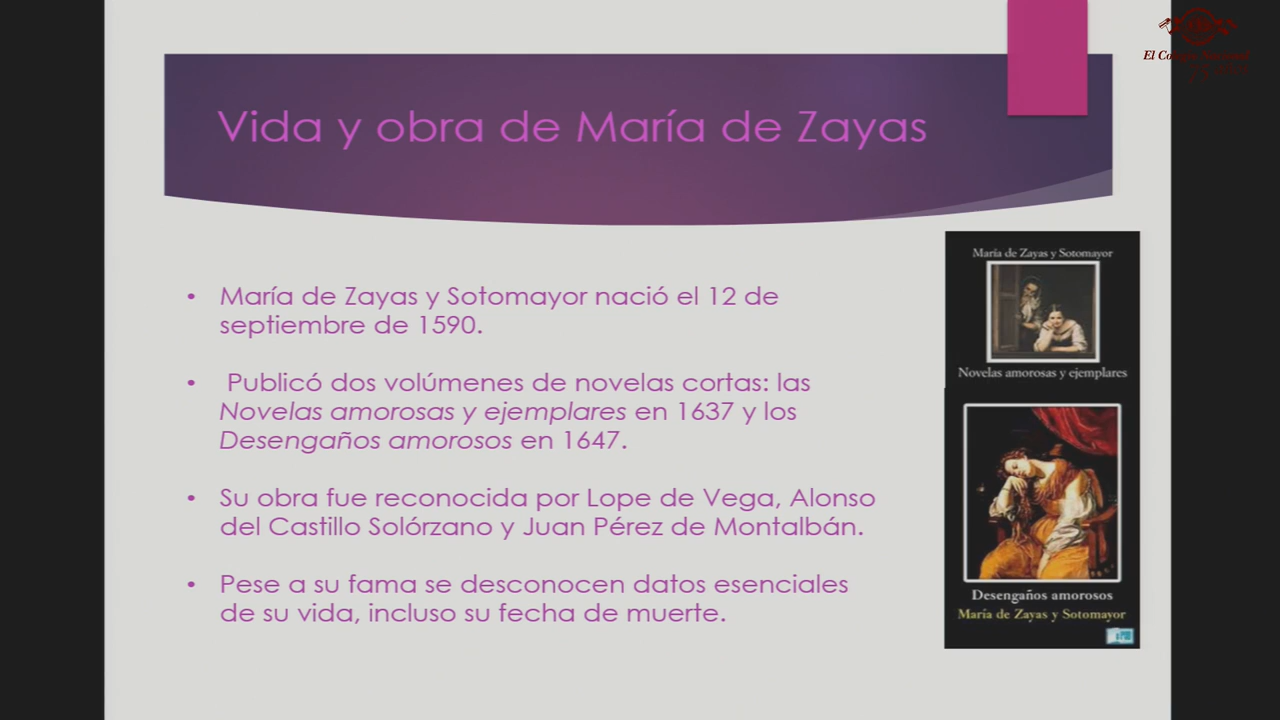 El Colegio Nacional
Vida y obra de María de Zayas
• María de Zayas y Sotomayor nació el 12 de
septiembre de 1590.
• Publicó dos volúmenes de novelas cortas: las
Novelas amorosas y ejemplares en 1637 y los
Desengaños amorosos en 1647.
• Su obra fue reconocida por Lope de Vega, Alonso
del Castillo Solórzano y Juan Pérez de Montalbán.
• Pese a su fama se desconocen datos esenciales
de su vida, incluso su fecha de muerte.
María de Zayas y Sotomayor
Novelas amorosas y ejemplares
Desengaños amorosos
María de Zayas y Sotomayor